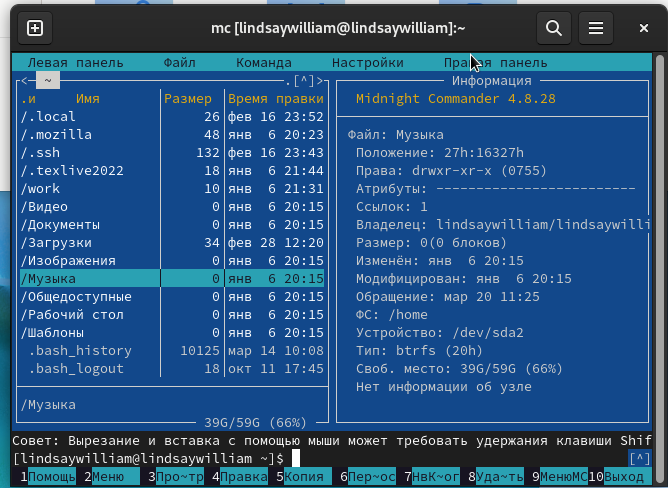 mc [lindsaywilliam@lindsaywilliam]:~
Левая панель Файл Команда Настройки Правая панель
<─ ~ .[^]>
.и Имя Размер Время правки
/.local 26 фев 16 23:52
/.mozilla 48 янв 6 20:23
/.ssh 132 фев 16 23:43
/.texlive2022 18 янв 6 21:44
/work 10 янв 6 21:31
/Видео 0 янв 6 20:15
/Документы 0 янв 6 20:15
/Загрузки 34 фев 28 12:20
/Изображения 0 янв 6 20:15
/Музыка 0 янв 6 20:15
/Общедоступные 0 янв 6 20:15
/Рабочий стол 0 янв 6 20:15
/Шаблоны 0 янв 6 20:15
.bash_history 10125 мар 14 10:08
.bash_logout 18 окт 11 17:45
/Музыка
39G/59G (66%)
Информация
Midnight Commander 4.8.28
Файл: Музыка
Положение: 27h:16327h
Права: drwxr-xr-x (0755)
Атрибуты: -------------------------
Ссылок: 1
Владелец: lindsaywilliam/lindsaywilli
Размер: 0(0 блоков)
Изменён: янв 6 20:15
Модифицирован: янв 6 20:15
Обращение: мар 20 11:25
ФС: /home
Устройство: /dev/sda2
Тип: btrfs (20h)
Своб. место: 39G/59G (66%)
Нет информации об узле
Совет: Вырезание и вставка с помощью мыши может требовать удержания клавиши Shif
[lindsaywilliam@lindsaywilliam ~]$ [^]
1Помощь 2Меню 3Про~тр 4Правка 5Копия 6Пер~ос 7НвК~ог 8Уда~ть 9МенюMC 10Выход